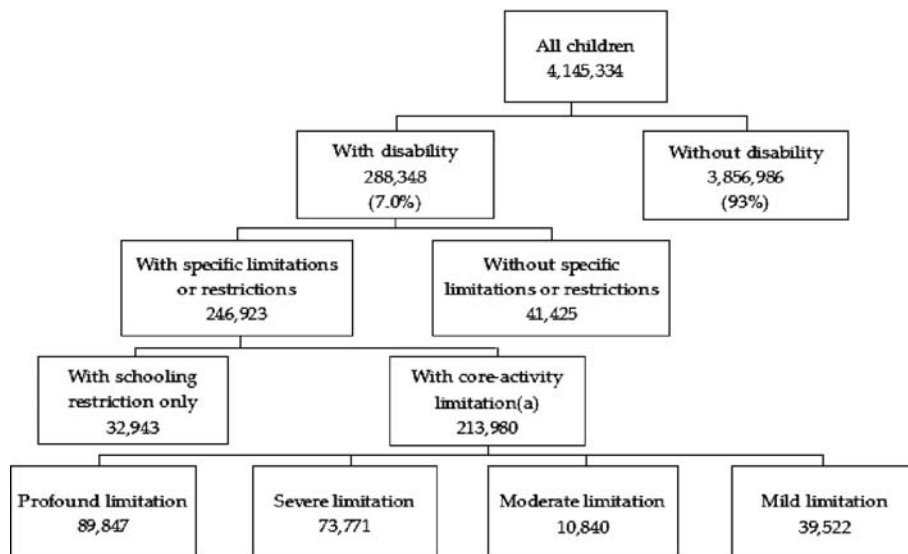 All children
4,145,334
With disability
288,348
(7.0%)
Without disability
3,856,986
(93%)
With specific limitations
or restrictions
246,923
Without specific
limitations or restrictions
41,425
With schooling
restriction only
32,943
With core-activity
limitation(a)
213,980
Profound limitation
89,847
Severe limitation
73,771
Moderate limitation
10,840
Mild limitation
39,522